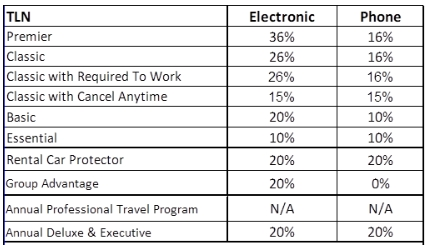 TLN Electronic Phone
Premier 36% 16%
Classic 26% 16%
Classic with Required To Work 26% 16%
Classic with Cancel Anytime 15% 15%
Basic 20% 10%
Essential 10% 10%
Rental Car Protector 20% 20%
Group Advantage 20% 0%
Annual Professional Travel Program N/A N/A
Annual Deluxe & Executive 20% 20%